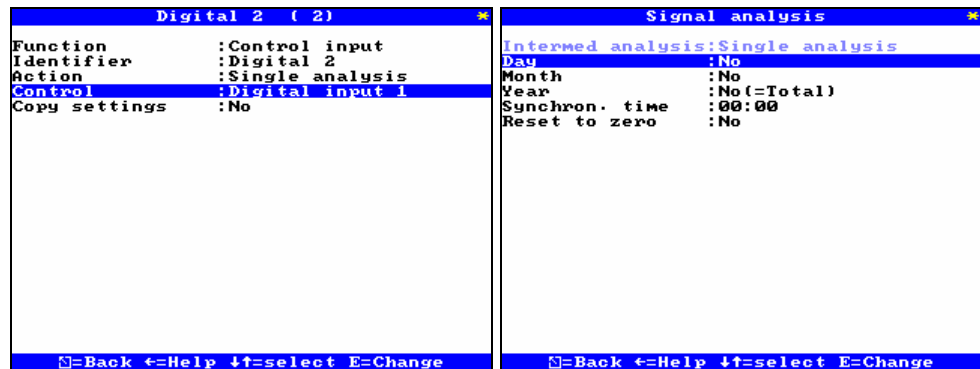 Digital 2 ( 2) *
Function :Control input
Identifier :Digital 2
Action :Single analysis
Control :Digital input 1
Copy settings :No
⇱=Back ←=Help ↓↑=select E=Change
Signal analysis *
Intermed analysis:Single analysis
Day :No
Month :No
Year :No(=Total)
Synchron. time :00:00
Reset to zero :No
⇱=Back ←=Help ↓↑=select E=Change